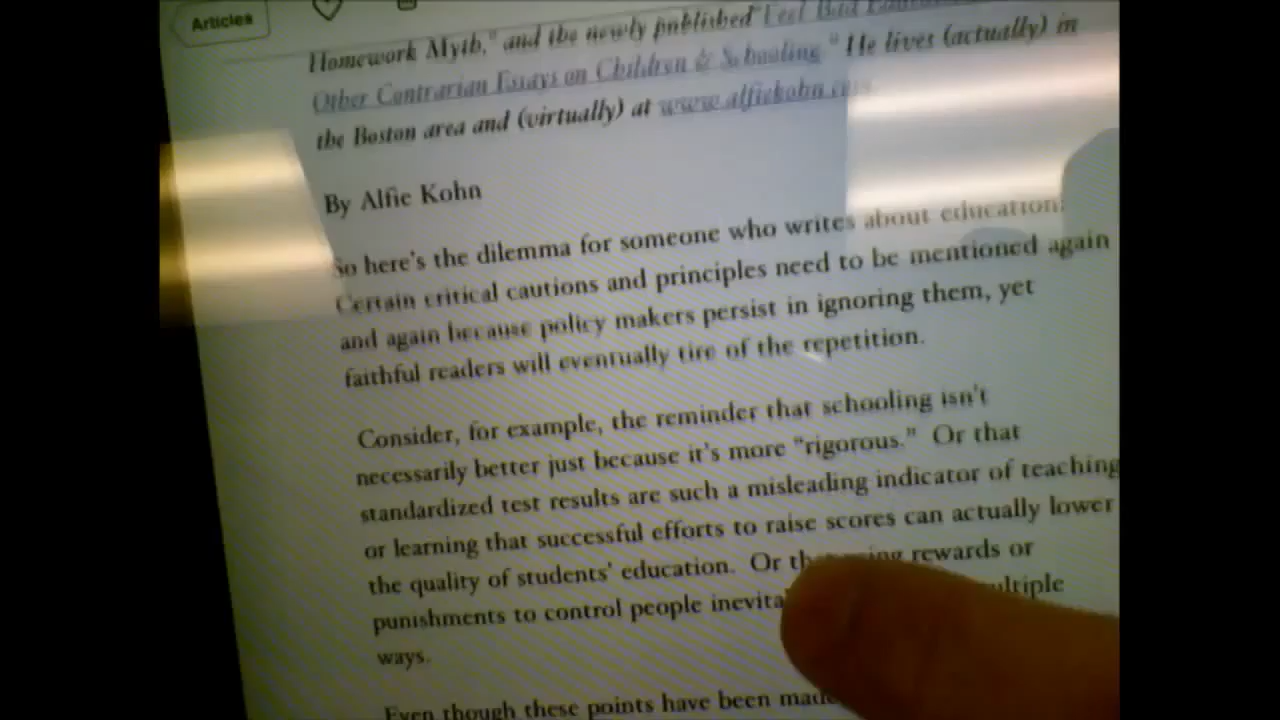 Articles
Homework Myth," and the newly published "Feel Bad
Other Contrarian Essays on Children & Schooling." He lives (actually) in
the Boston area and (virtually) at www.alfiekohn
By Alfie Kohn
So here's the dilemma for someone who writes about education:
Certain critical cautions and principles need to be mentioned again
and again because policy makers persist in ignoring them, yet
faithful readers will eventually tire of the repetition.
Consider, for example, the reminder that schooling isn't
necessarily better just because it's more "rigorous." Or that
standardized test results are such a misleading indicator of teaching
or learning that successful efforts to raise scores can actually lower
the quality of students' education. Or rewards or
punishments to control people
ways.
Even though these points have been made